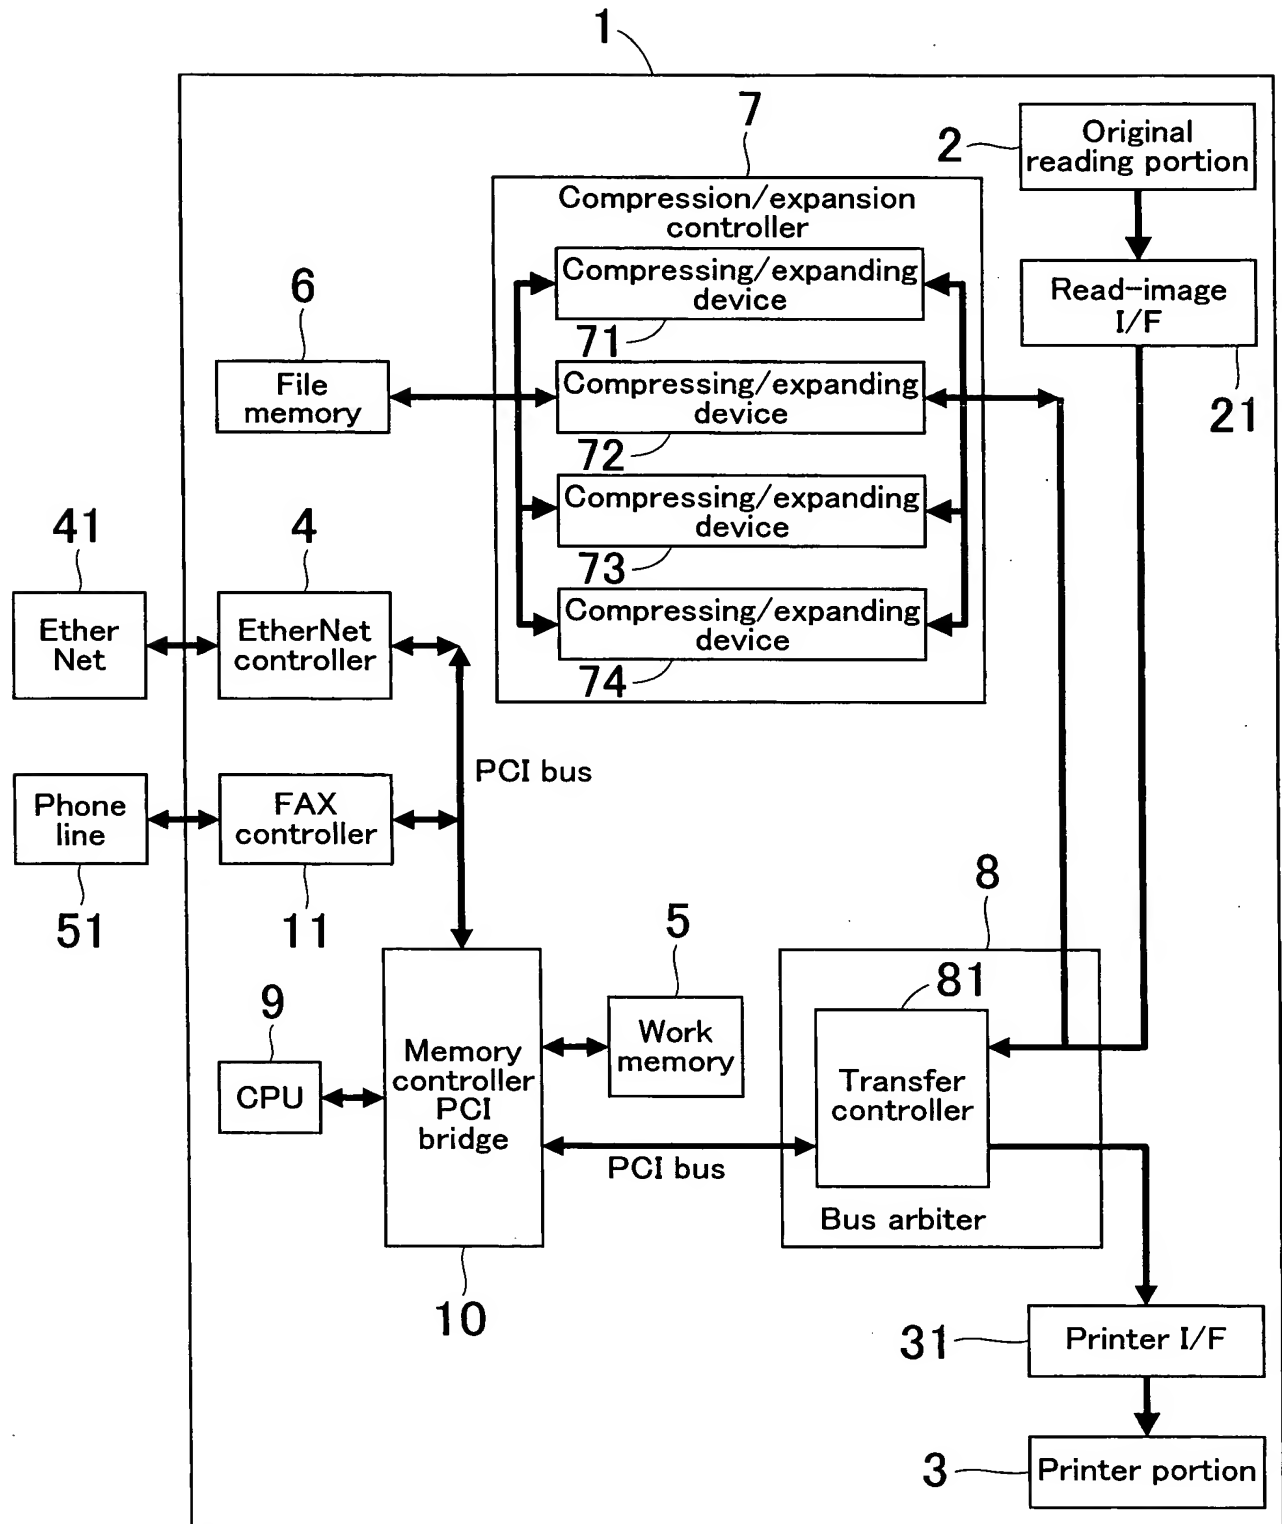 1
7
2
Original
reading portion
Compression/expansion
controller
Compressing/expanding
device
71
6
File
memory
Read-image
I/F
21
Compressing/expanding
device
72
Compressing/expanding
device
73
Compressing/expanding
device
74
41
4
Ether
Net
EtherNet
controller
PCI bus
Phone
line
FAX
controller
51
11
5
8
81
9
CPU
Memory
controller
PCI
bridge
Work
memory
Transfer
controller
PCI bus
Bus arbiter
10
31
Printer I/F
3
Printer portion